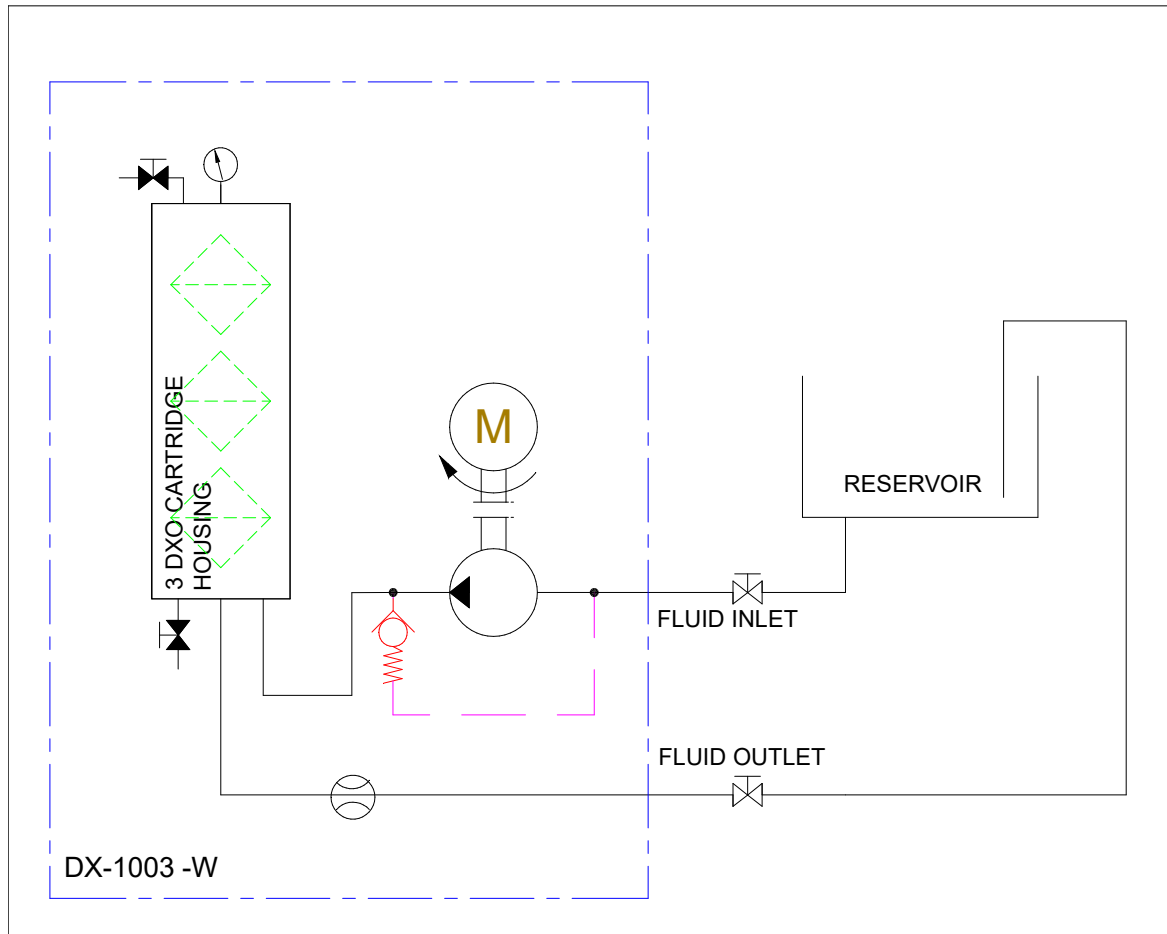 3 DXO CARTRIDGE
HOUSING
M
RESERVOIR
FLUID INLET
FLUID OUTLET
DX-1003 -W